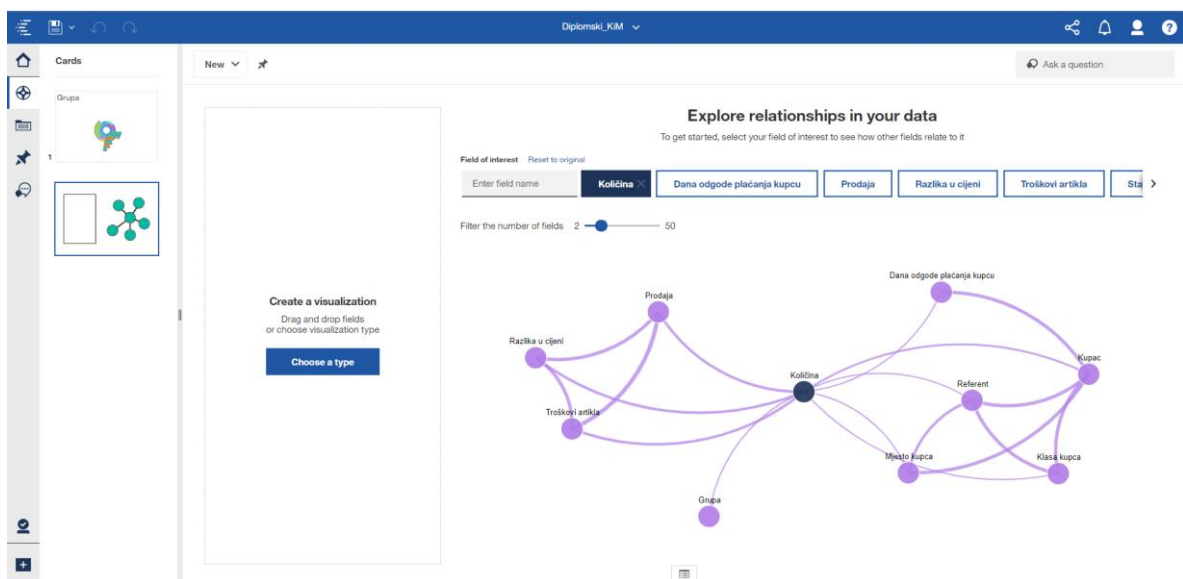 Diplomski_KiM
Cards
Grupa
1
New
Ask a question
Explore relationships in your data
To get started, select your field of interest to see how other fields relate to it
Field of interest Reset to original
Enter field name
Količina
Dana odgode plaćanja kupcu
Prodaja
Razlika u cijeni
Troškovi artikla
Sta
Filter the number of fields 2 50
Create a visualization
Drag and drop fields
or choose visualization type
Choose a type
Dana odgode plaćanja kupcu
Prodaja
Razlika u cijeni
Kupac
Količina
Referent
Troškovi artikla
Mjesto kupca
Klasa kupca
Grupa